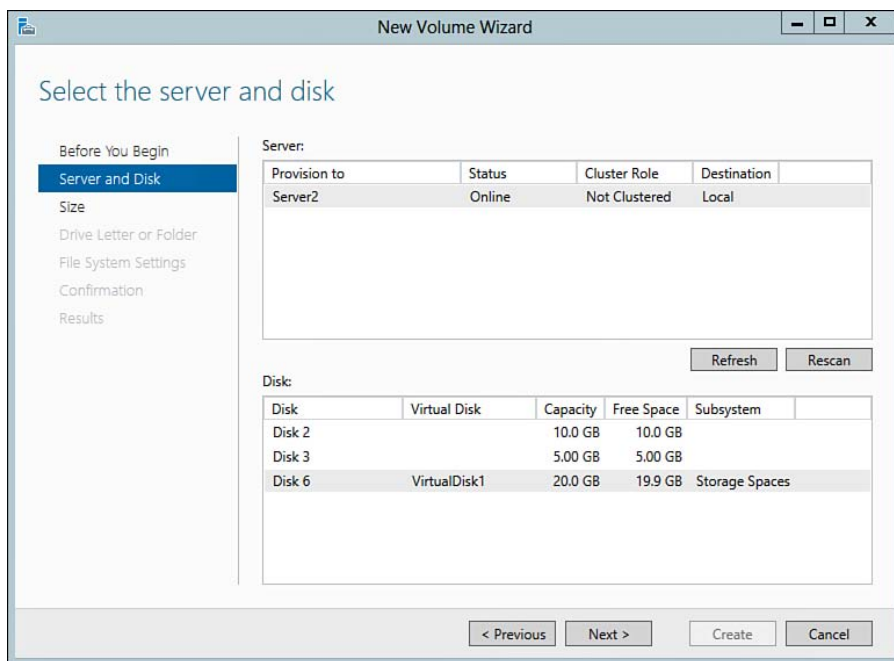 New Volume Wizard
Select the server and disk
Before You Begin
Server and Disk
Size
Drive Letter or Folder
File System Settings
Confirmation
Results
Server:
Provision to Status Cluster Role Destination
Server2 Online Not Clustered Local
Refresh Rescan
Disk:
Disk Virtual Disk Capacity Free Space Subsystem
Disk 2 10.0 GB 10.0 GB
Disk 3 5.00 GB 5.00 GB
Disk 6 VirtualDisk1 20.0 GB 19.9 GB Storage Spaces
< Previous Next > Create Cancel